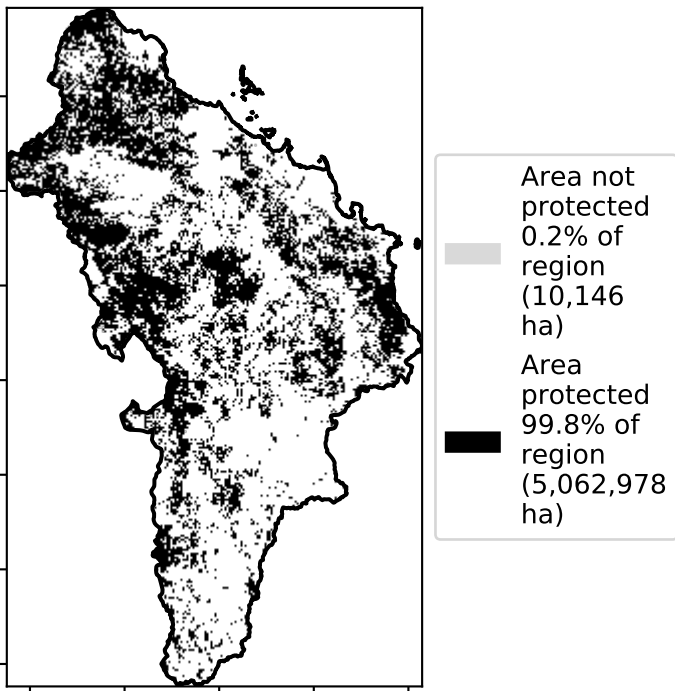 Area not
protected
0.2% of
region
(10,146
ha)
Area
protected
99.8% of
region
(5,062,978
ha)